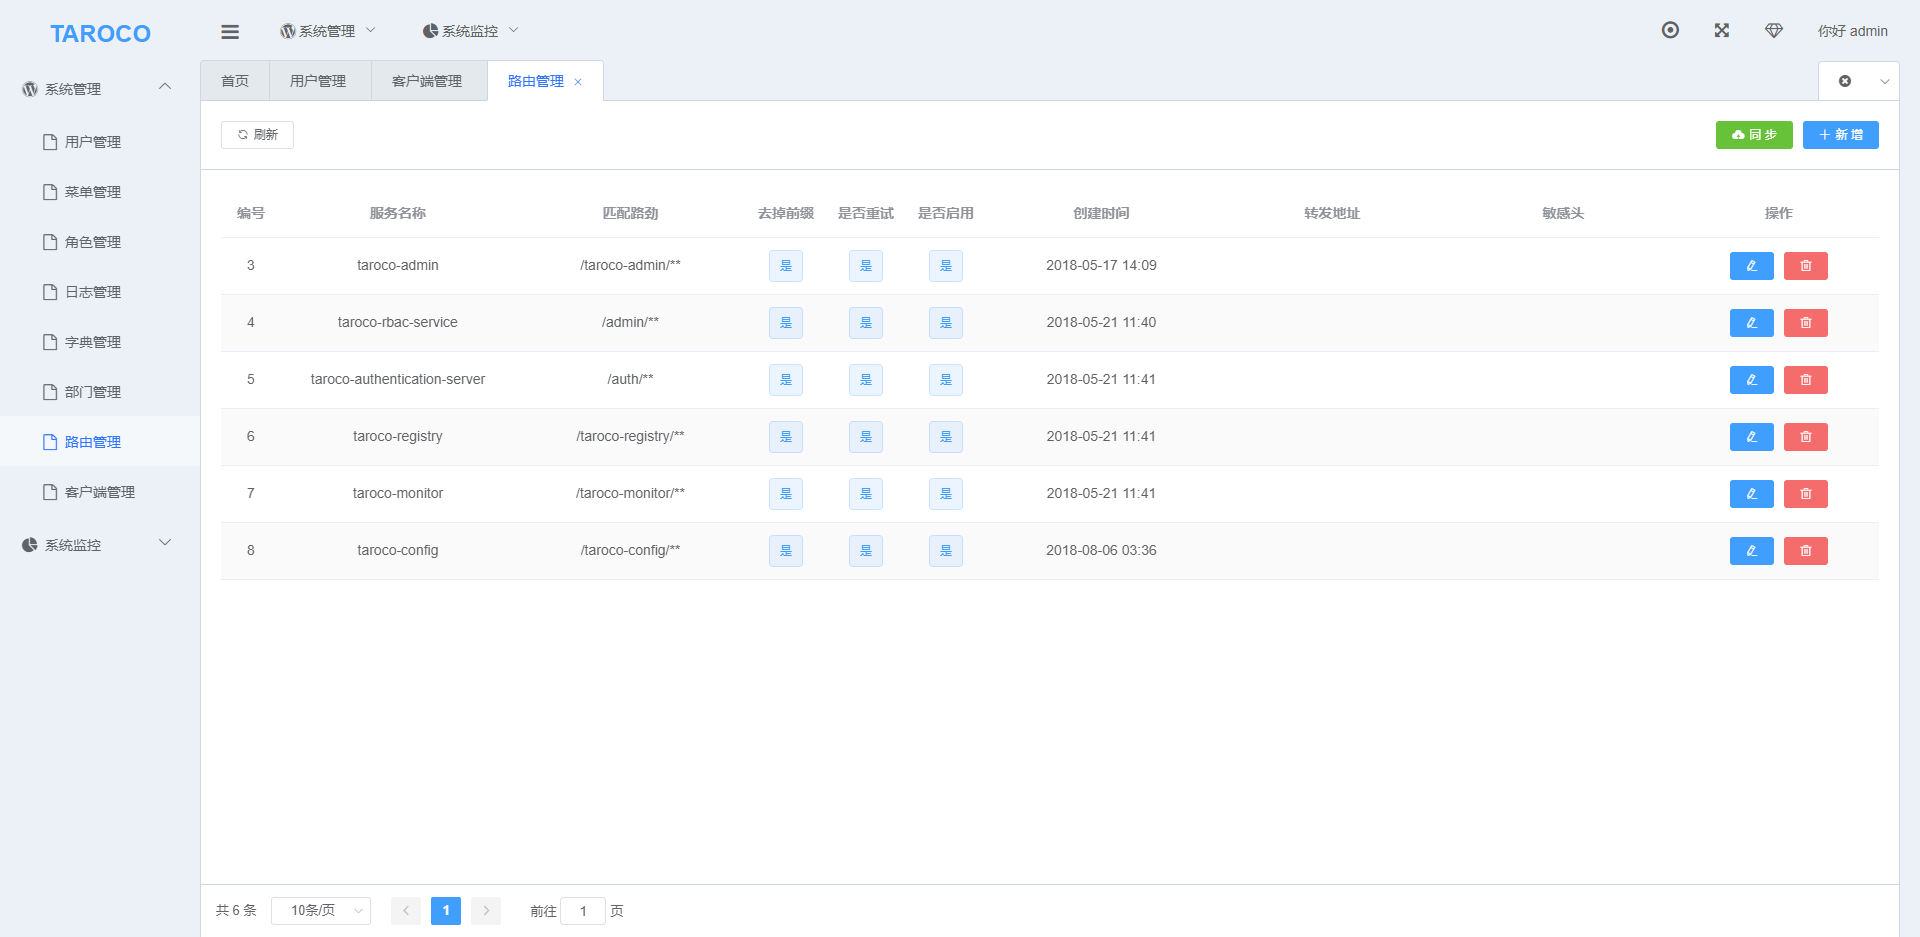 TAROCO
系统管理
系统监控
你好 admin
系统管理
用户管理
菜单管理
角色管理
日志管理
字典管理
部门管理
路由管理
客户端管理
系统监控
首页 用户管理 客户端管理 路由管理
刷新 同步 新增
编号 服务名称 匹配路劲 去掉前缀 是否重试 是否启用 创建时间 转发地址 敏感头 操作
3 taroco-admin /taroco-admin/** 是 是 是 2018-05-17 14:09
4 taroco-rbac-service /admin/** 是 是 是 2018-05-21 11:40
5 taroco-authentication-server /auth/** 是 是 是 2018-05-21 11:41
6 taroco-registry /taroco-registry/** 是 是 是 2018-05-21 11:41
7 taroco-monitor /taroco-monitor/** 是 是 是 2018-05-21 11:41
8 taroco-config /taroco-config/** 是 是 是 2018-08-06 03:36
共 6 条 10条/页 1 前往 1 页